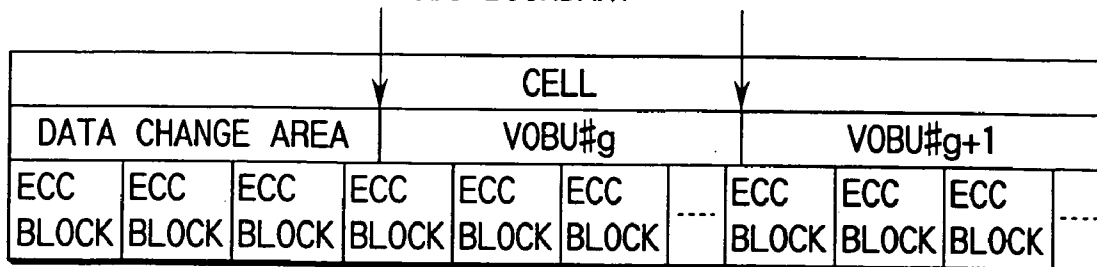 CELL
DATA CHANGE AREA VOBU#g VOBU#g+1
ECC ECC ECC ECC ECC ECC ECC ECC ECC
BLOCK BLOCK BLOCK BLOCK BLOCK BLOCK ..... BLOCK BLOCK BLOCK .....